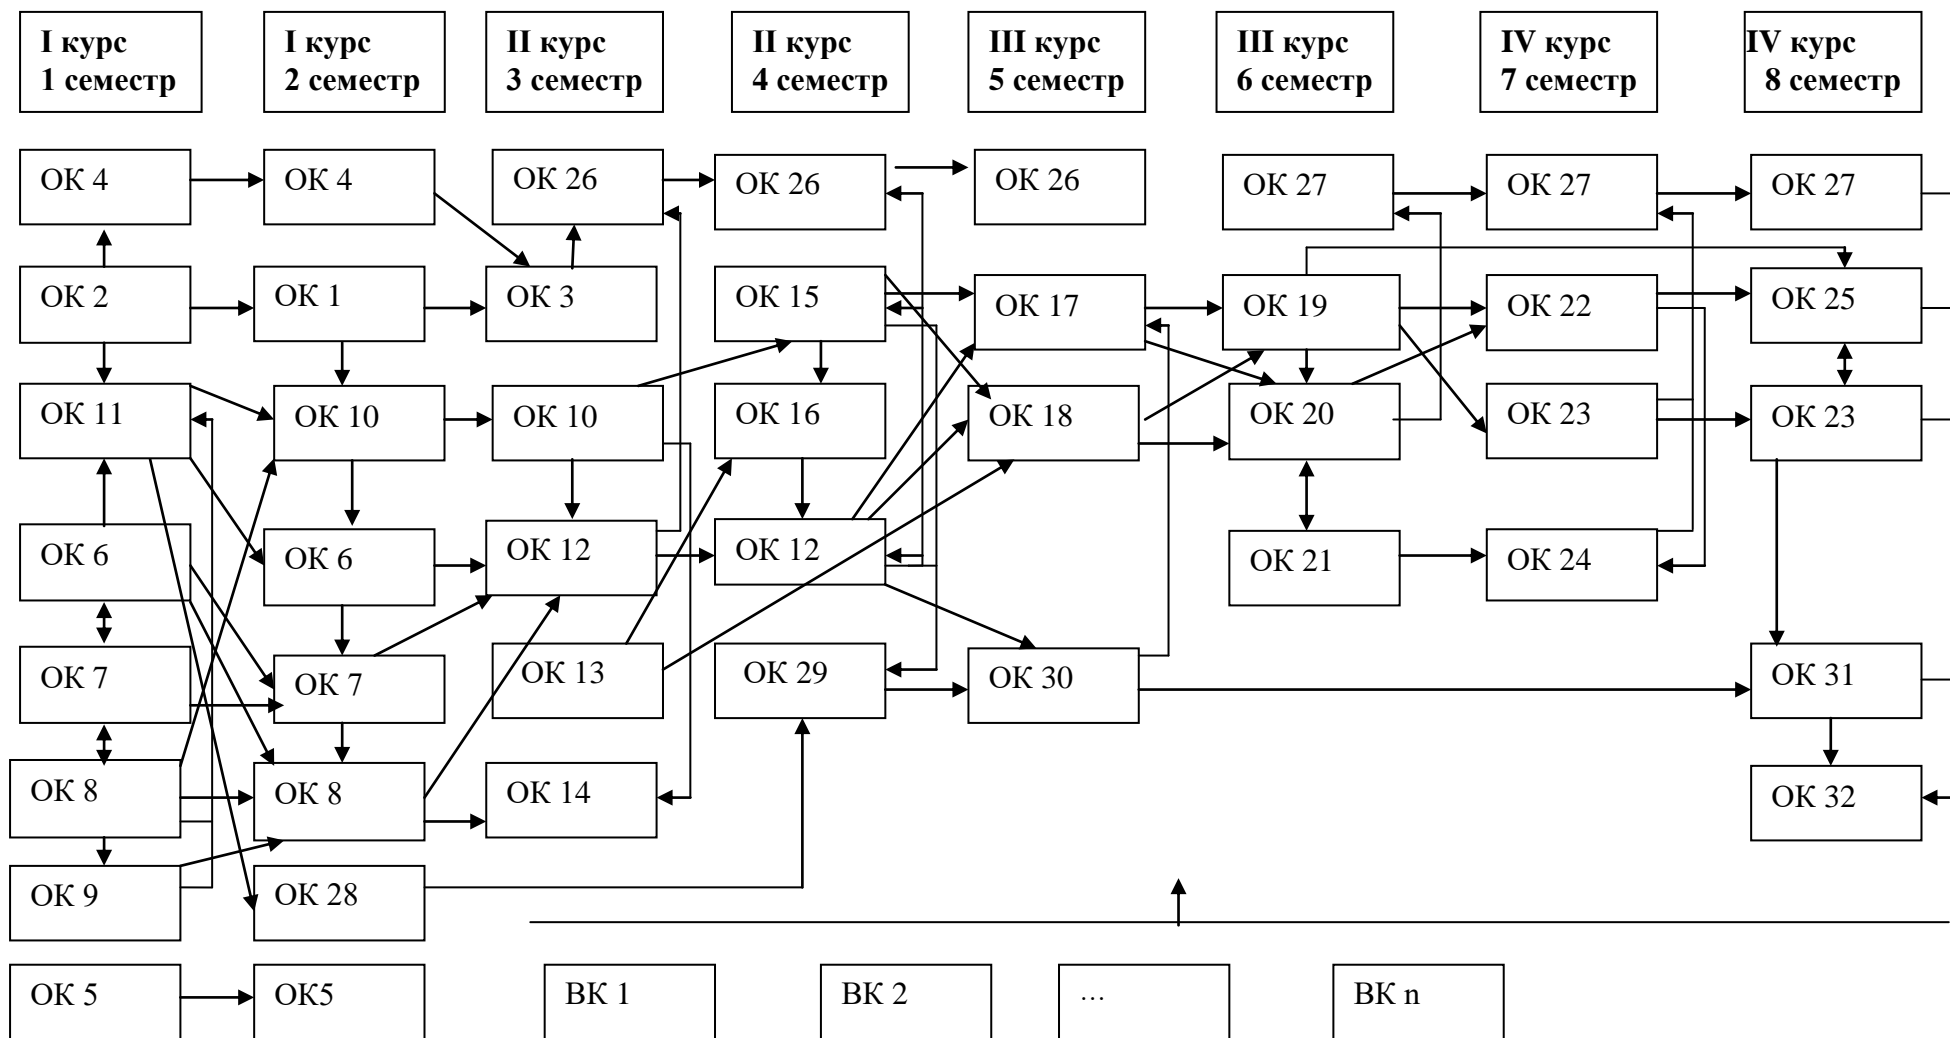 I курс
1 семестр
I курс
2 семестр
II курс
3 семестр
II курс
4 семестр
III курс
5 семестр
III курс
6 семестр
IV курс
7 семестр
IV курс
8 семестр
ОК 4
ОК 4
ОК 26
ОК 26
ОК 26
ОК 27
ОК 27
ОК 27
ОК 2
ОК 1
ОК 3
ОК 15
ОК 17
ОК 19
ОК 22
ОК 25
ОК 11
ОК 10
ОК 10
ОК 16
ОК 18
ОК 20
ОК 23
ОК 23
ОК 6
ОК 6
ОК 12
ОК 12
ОК 21
ОК 24
ОК 7
ОК 7
ОК 13
ОК 29
ОК 30
ОК 31
ОК 8
ОК 8
ОК 14
ОК 32
ОК 9
ОК 28
ОК 5
ОК5
ВК 1
ВК 2
…
ВК n